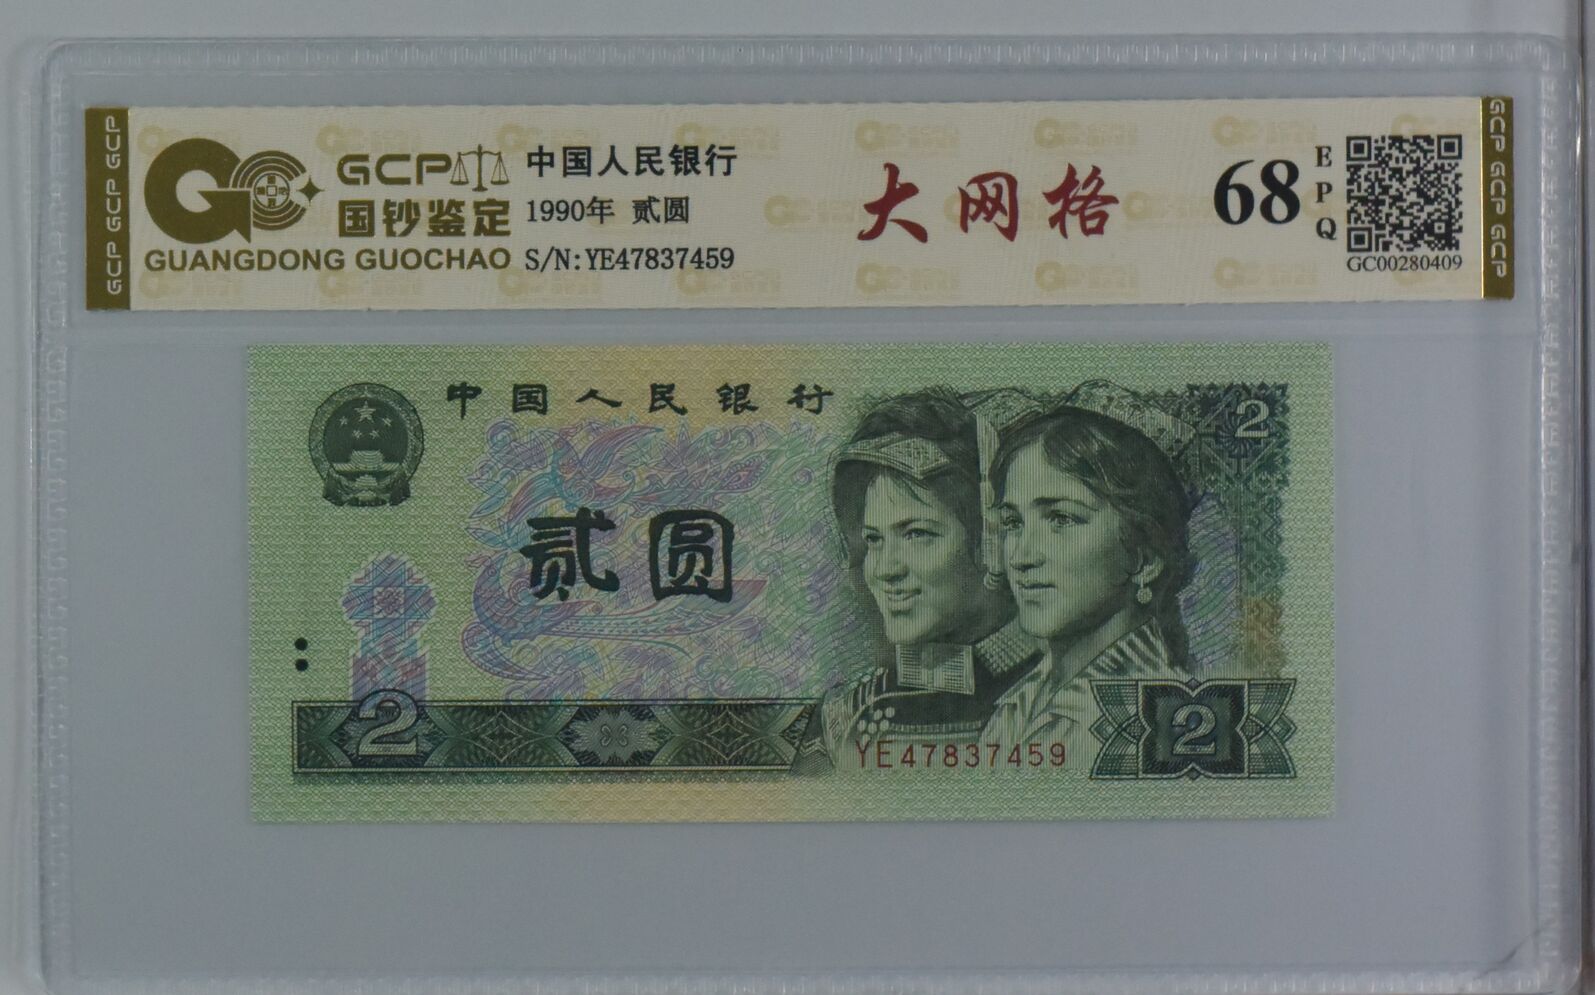 GCP GCP GCP
GCP
国钞鉴定
GUANGDONG GUOCHAO
中国人民银行
1990年 贰圆
S/N:YE47837459
大网格
68
EPQ
GC00280409
GCP GCP GCP
中国人民银行
2
贰圆
2
YE47837459
2